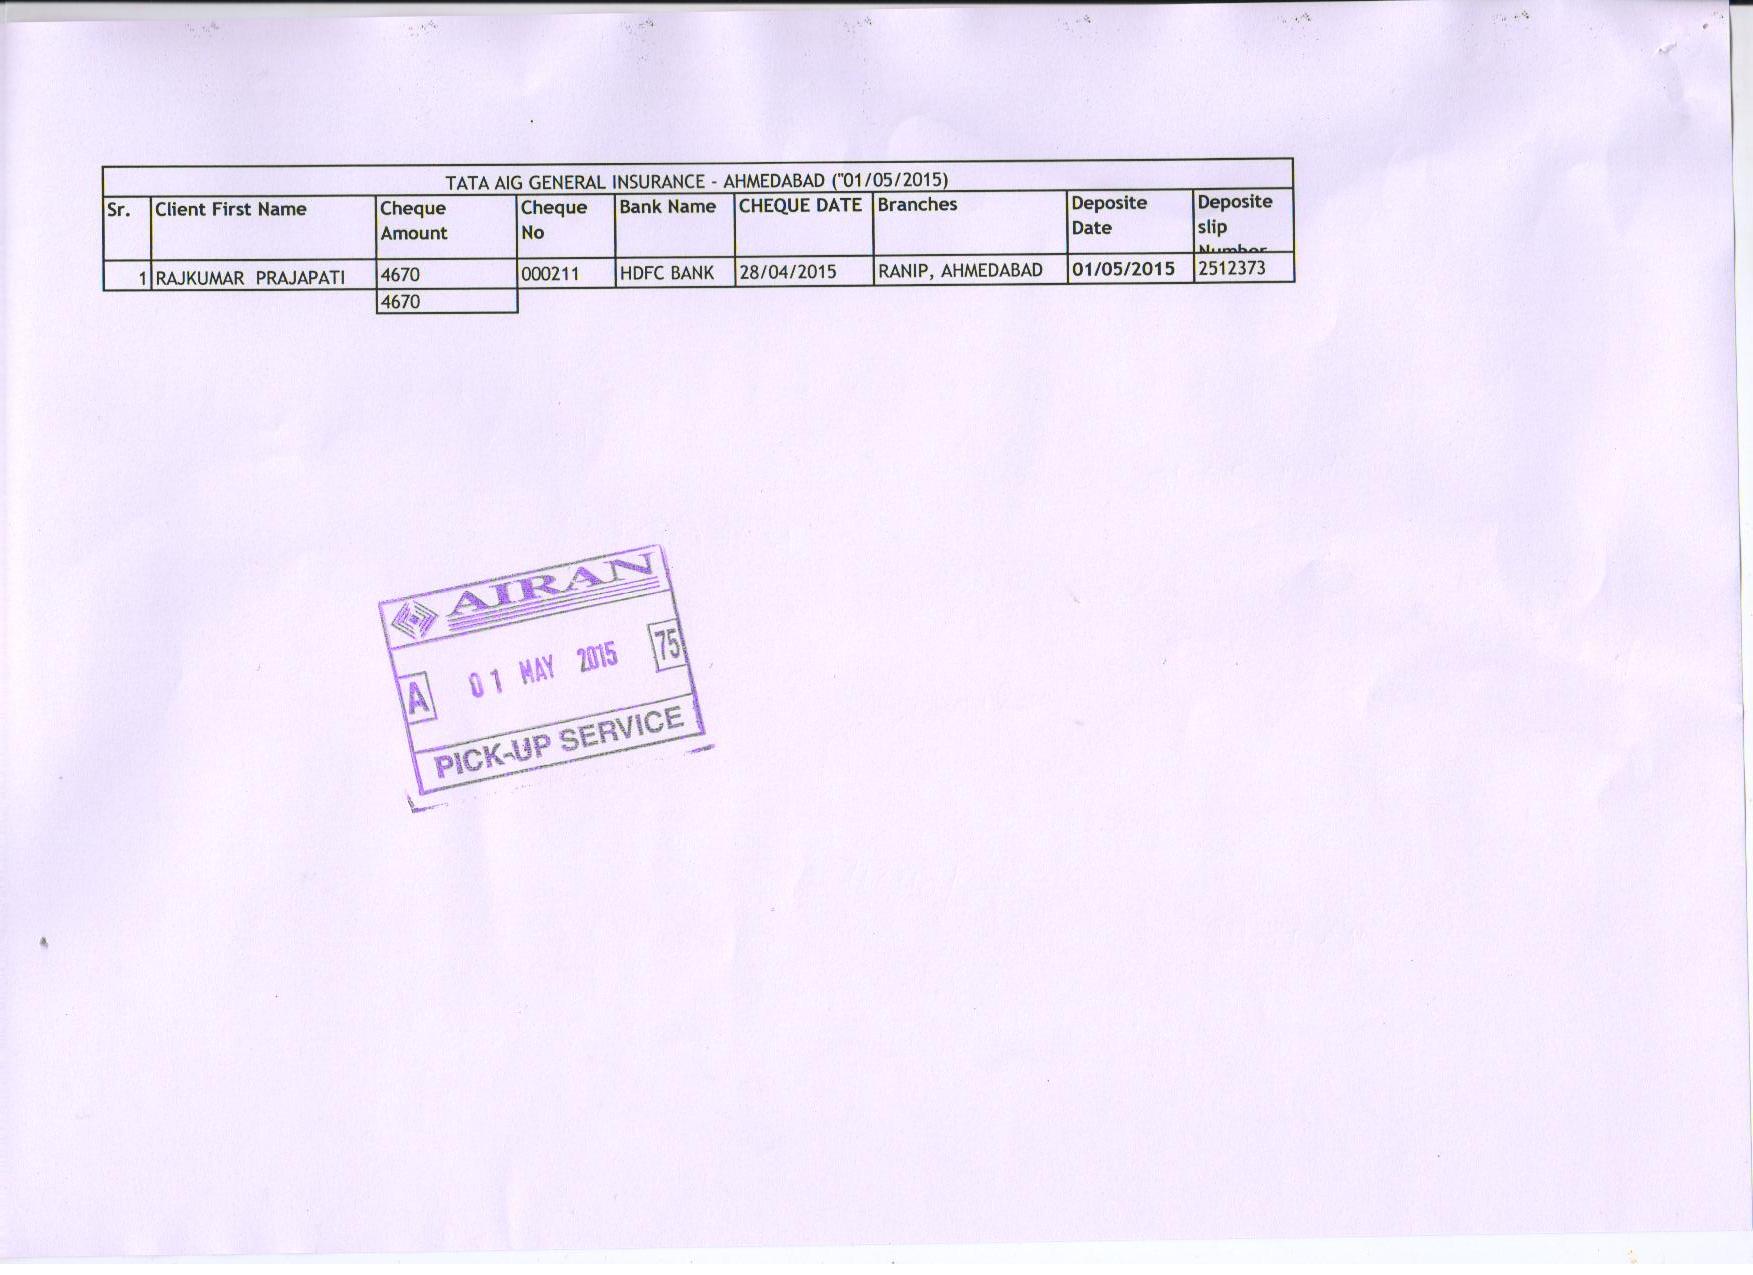 TATA AIG GENERAL INSURANCE - AHMEDABAD ("01/05/2015)
Sr. Client First Name Cheque Amount Cheque No Bank Name CHEQUE DATE Branches Deposite Date Deposite slip Number
1 RAJKUMAR PRAJAPATI 4670 000211 HDFC BANK 28/04/2015 RANIP, AHMEDABAD 01/05/2015 2512373
4670
AIRAN
A 01 MAY 2015 75
PICK-UP SERVICE